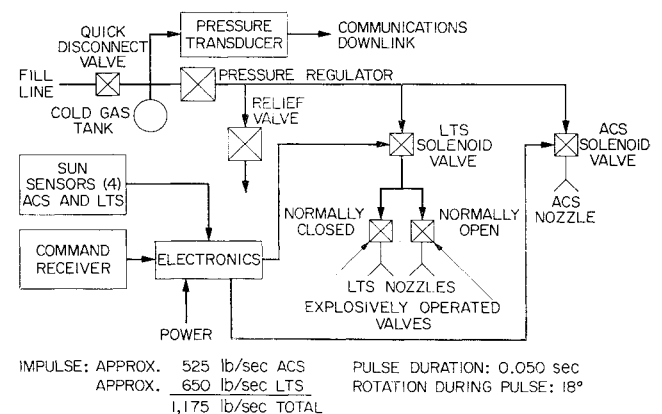 PRESSURE
TRANSDUCER
COMMUNICATIONS
DOWNLINK
QUICK
DISCONNECT
VALVE
FILL
LINE
PRESSURE REGULATOR
COLD GAS
TANK
RELIEF
VALVE
LTS
SOLENOID
VALVE
ACS
SOLENOID
VALVE
SUN
SENSORS (4)
ACS AND LTS
ACS
NOZZLE
NORMALLY
CLOSED
NORMALLY
OPEN
COMMAND
RECEIVER
ELECTRONICS
LTS NOZZLES
EXPLOSIVELY OPERATED
VALVES
POWER
IMPULSE: APPROX. 525 lb/sec ACS
APPROX. 650 lb/sec LTS
1,175 lb/sec TOTAL
PULSE DURATION: 0.050 sec
ROTATION DURING PULSE: 18°